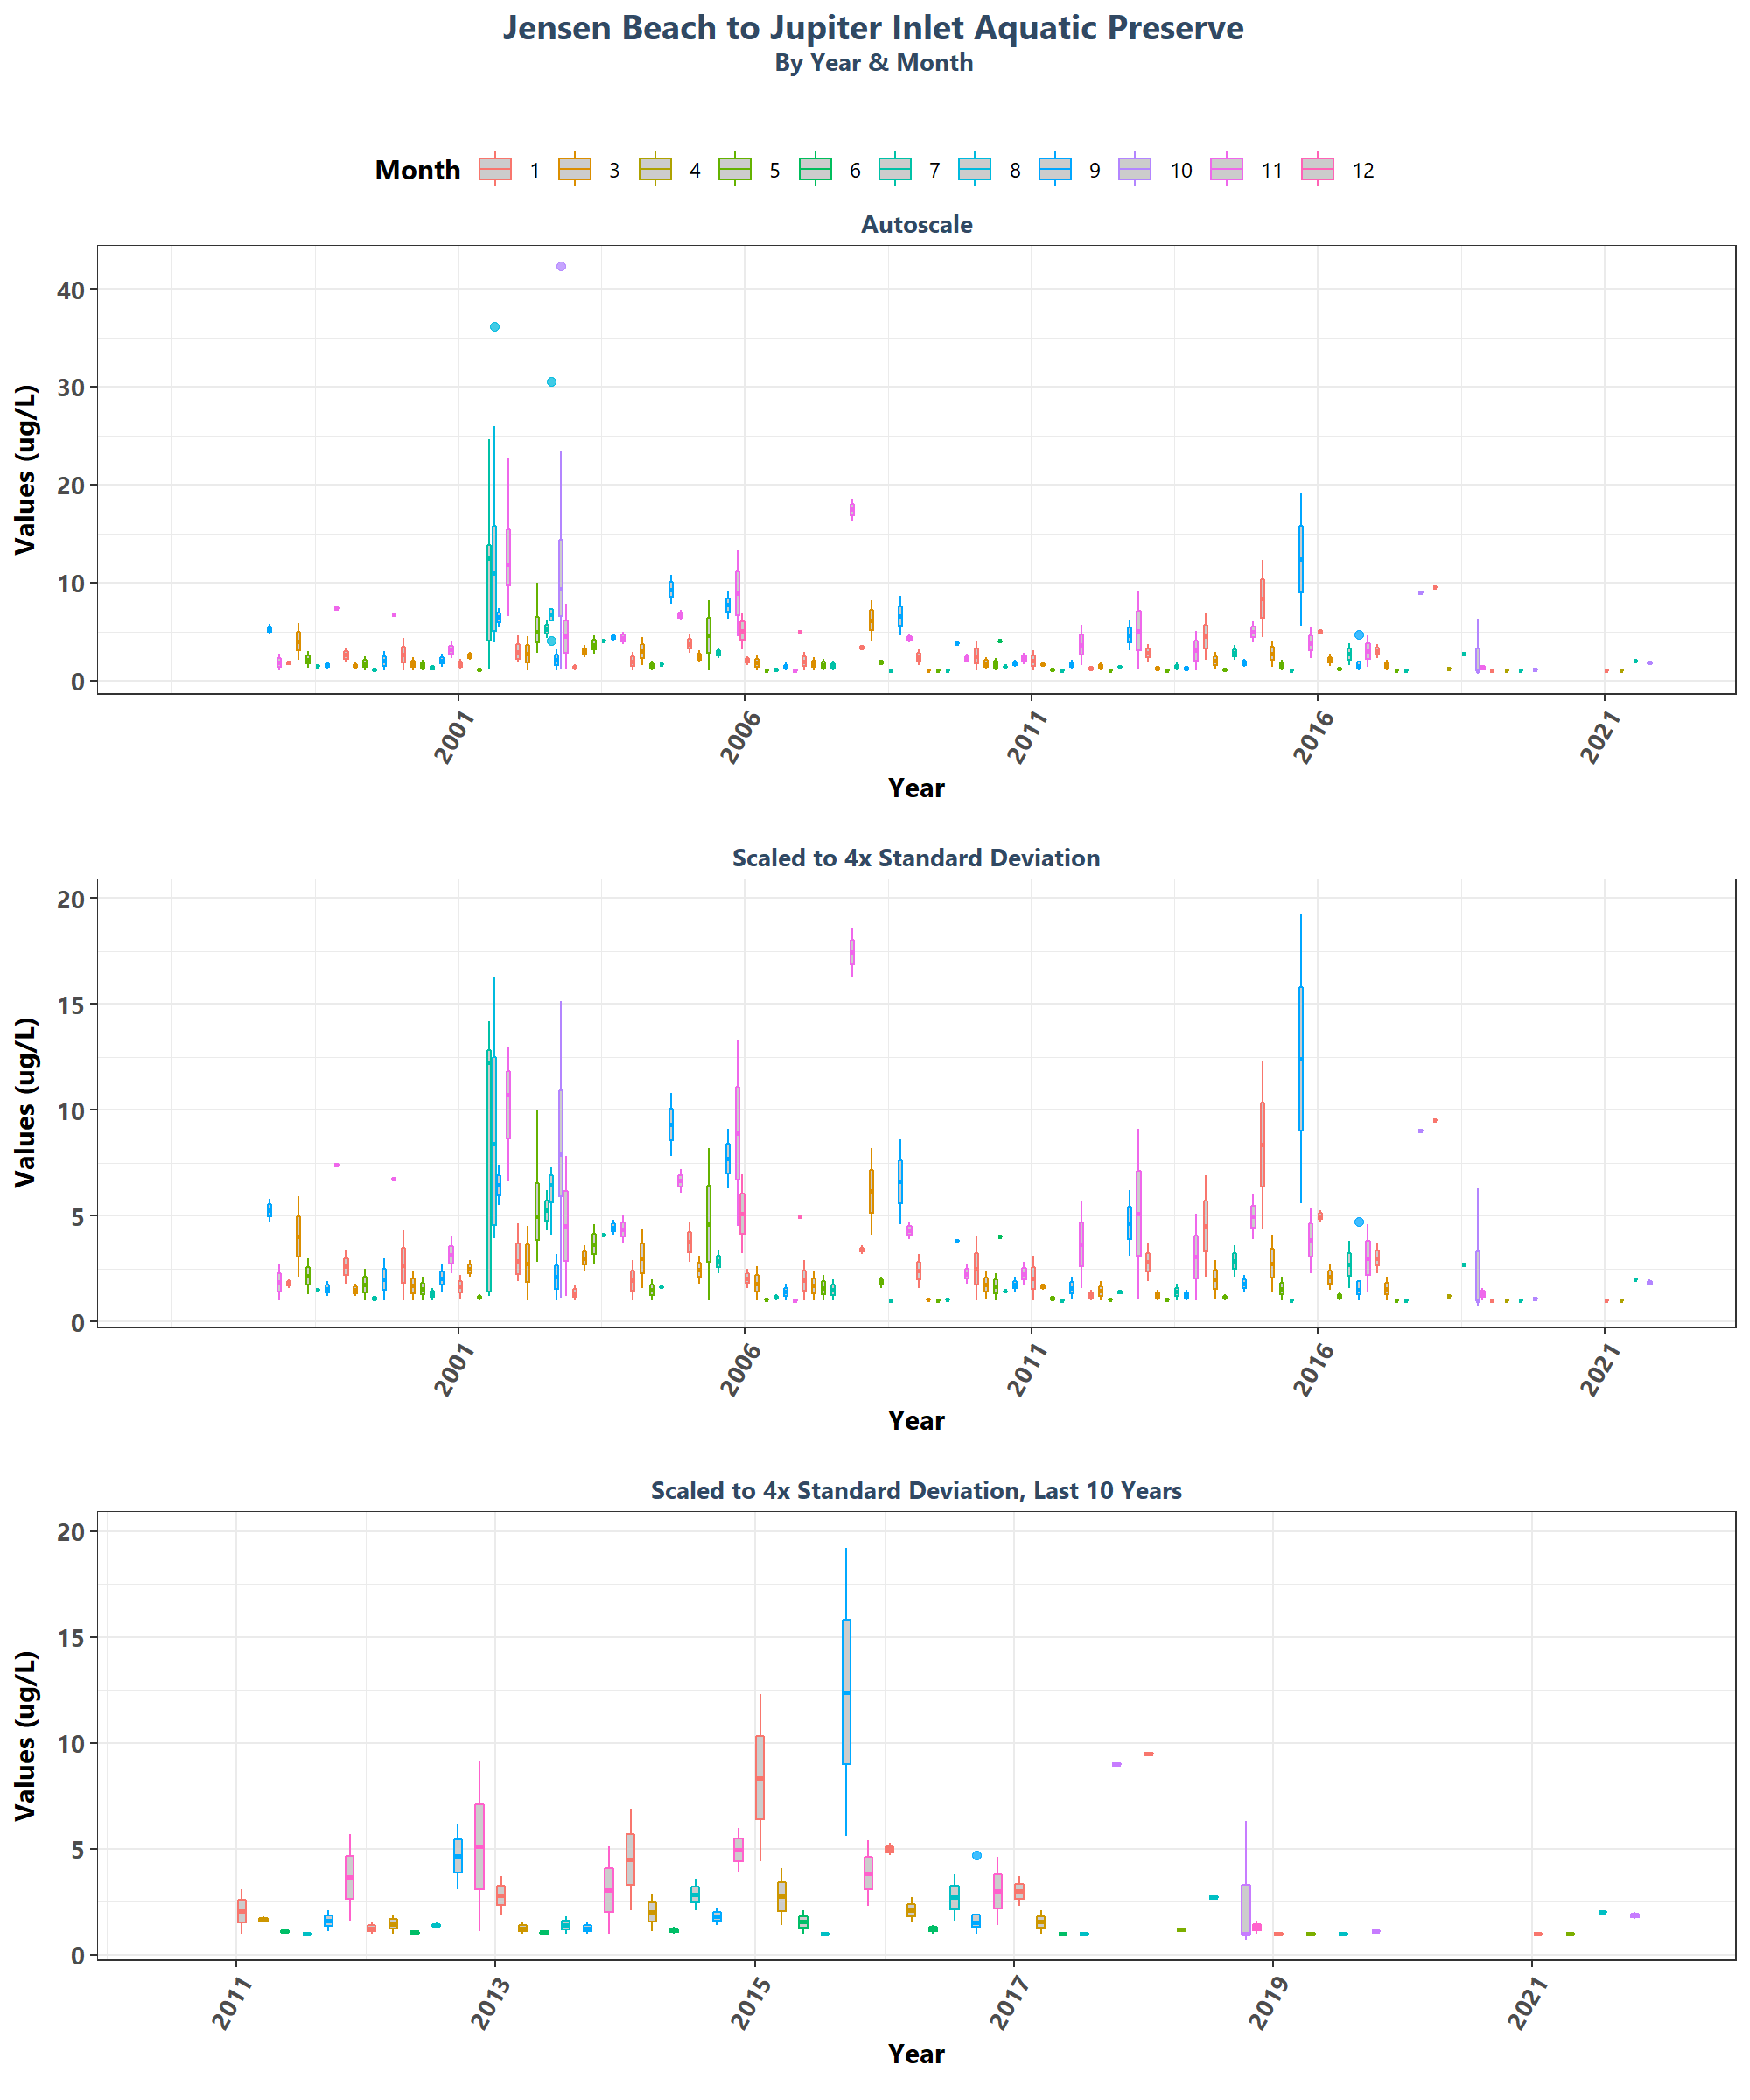 Jensen Beach to Jupiter Inlet Aquatic Preserve
By Year & Month
Month 1 3 4 5 6 7 8 9 10 11 12
Autoscale
Values (ug/L)
40
30
20
10
0
2001 2006 2011 2016 2021
Year
Scaled to 4x Standard Deviation
Values (ug/L)
20
15
10
5
0
2001 2006 2011 2016 2021
Year
Scaled to 4x Standard Deviation, Last 10 Years
Values (ug/L)
20
15
10
5
0
2011 2013 2015 2017 2019 2021
Year